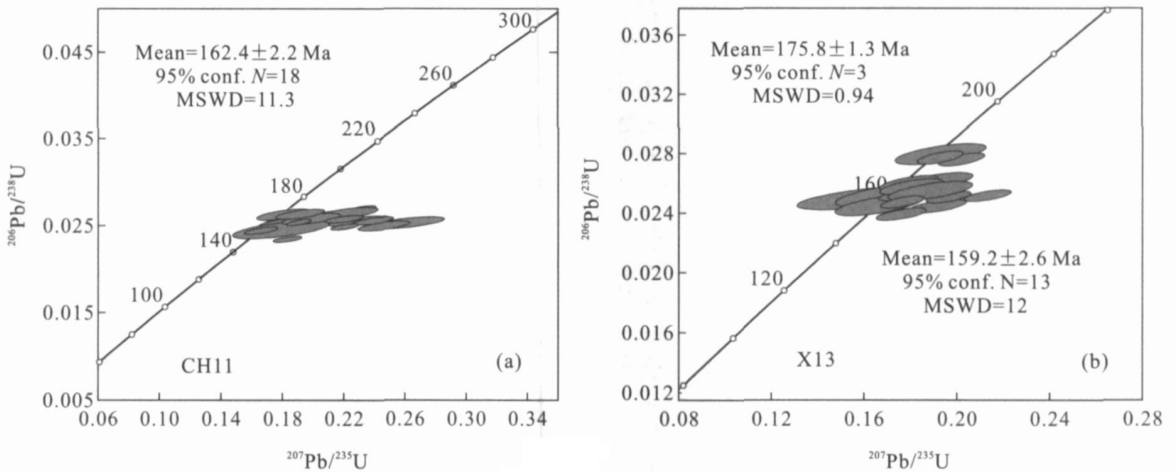 0.045
0.035
0.025
0.015
0.005
²⁰⁶Pb/²³⁸U
Mean=162.4±2.2 Ma
95% conf. N=18
MSWD=11.3
300
260
220
180
140
100
CH11
(a)
0.06 0.10 0.14 0.18 0.22 0.26 0.30 0.34
²⁰⁷Pb/²³⁵U
0.036
0.032
0.028
0.024
0.020
0.016
0.012
²⁰⁶Pb/²³⁸U
Mean=175.8±1.3 Ma
95% conf. N=3
MSWD=0.94
200
160
120
Mean=159.2±2.6 Ma
95% conf. N=13
MSWD=12
X13
(b)
0.08 0.12 0.16 0.20 0.24 0.28
²⁰⁷Pb/²³⁵U